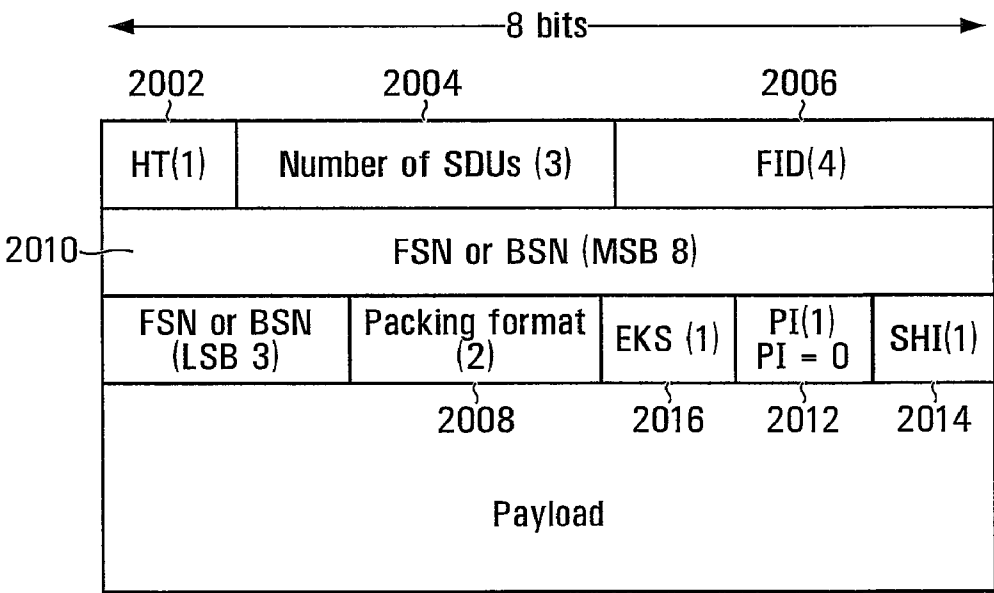 8 bits
2002 2004 2006
HT(1) Number of SDUs (3) FID(4)
2010 FSN or BSN (MSB 8)
FSN or BSN
(LSB 3)
Packing format
(2)
EKS (1)
PI(1)
PI = 0
SHI(1)
2008 2016 2012 2014
Payload